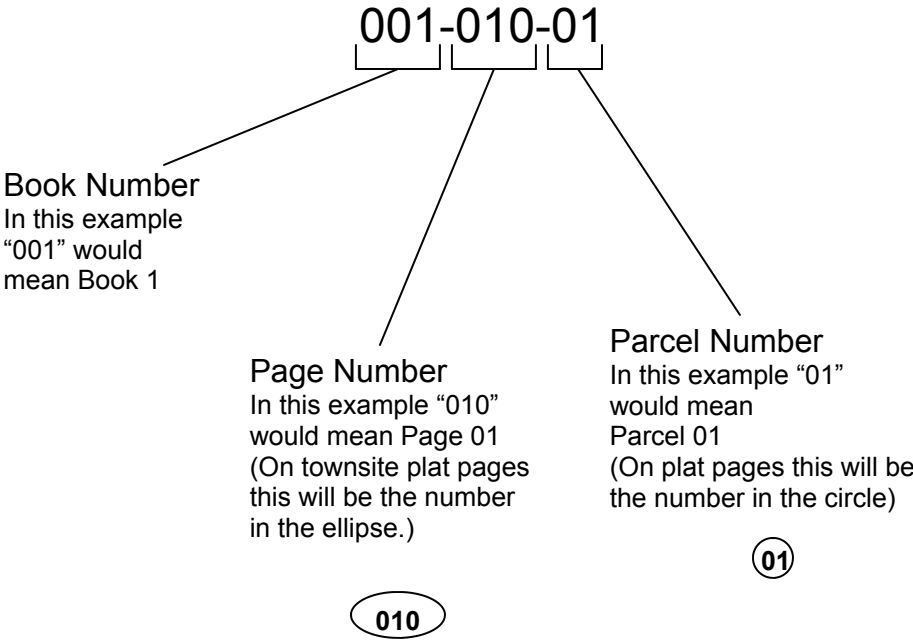 001-010-01
Book Number
In this example
“001” would
mean Book 1
Page Number
In this example “010”
would mean Page 01
(On townsite plat pages
this will be the number
in the ellipse.)
010
Parcel Number
In this example “01”
would mean
Parcel 01
(On plat pages this will be
the number in the circle)
01